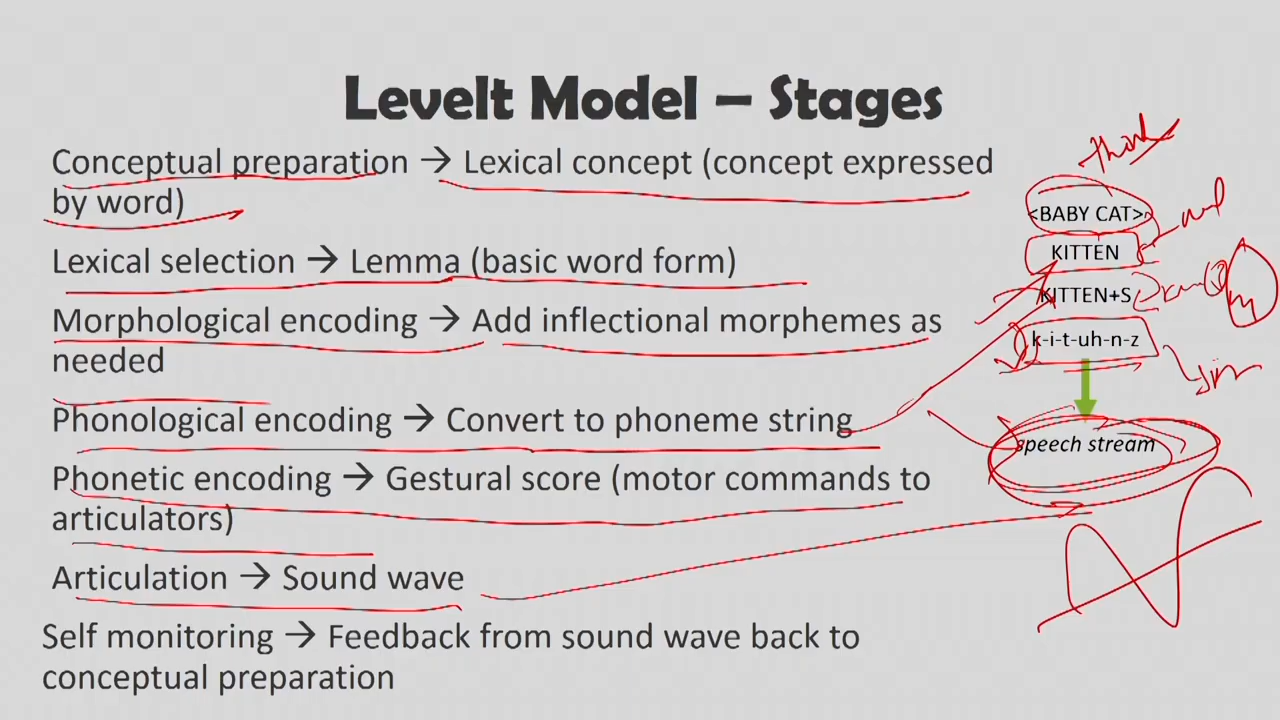 Levelt Model – Stages
Conceptual preparation → Lexical concept (concept expressed
by word)
Lexical selection → Lemma (basic word form)
Morphological encoding → Add inflectional morphemes as
needed
Phonological encoding → Convert to phoneme string
Phonetic encoding → Gestural score (motor commands to
articulators)
Articulation → Sound wave
Self monitoring → Feedback from sound wave back to
conceptual preparation
<BABY CAT>
KITTEN
KITTEN+S
k-i-t-uh-n-z
speech stream